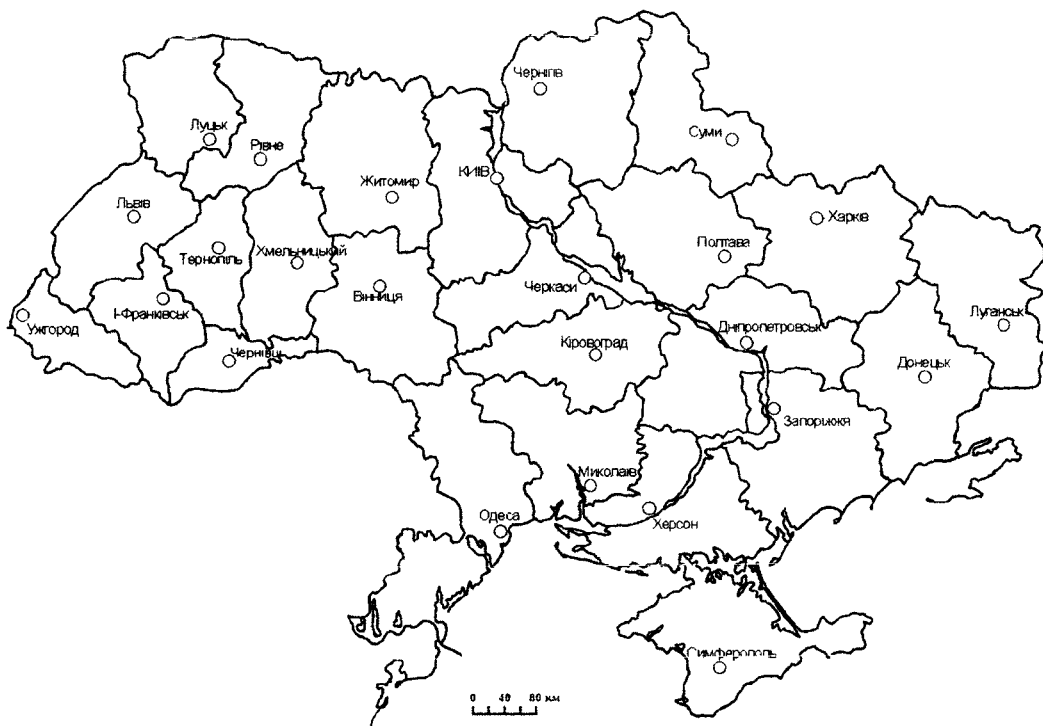 Чернігів
Луцьк
Суми
Рівне
КИЇВ
Житомир
Львів
Харків
Полтава
Тернопіль
Хмельницький
Черкаси
Вінниця
І-Франківськ
Ужгород
Луганськ
Дніпропетровськ
Кіровоград
Чернівці
Донецьк
Запоріжжя
Миколаїв
Одеса
Херсон
Симферополь
0 40 80 км